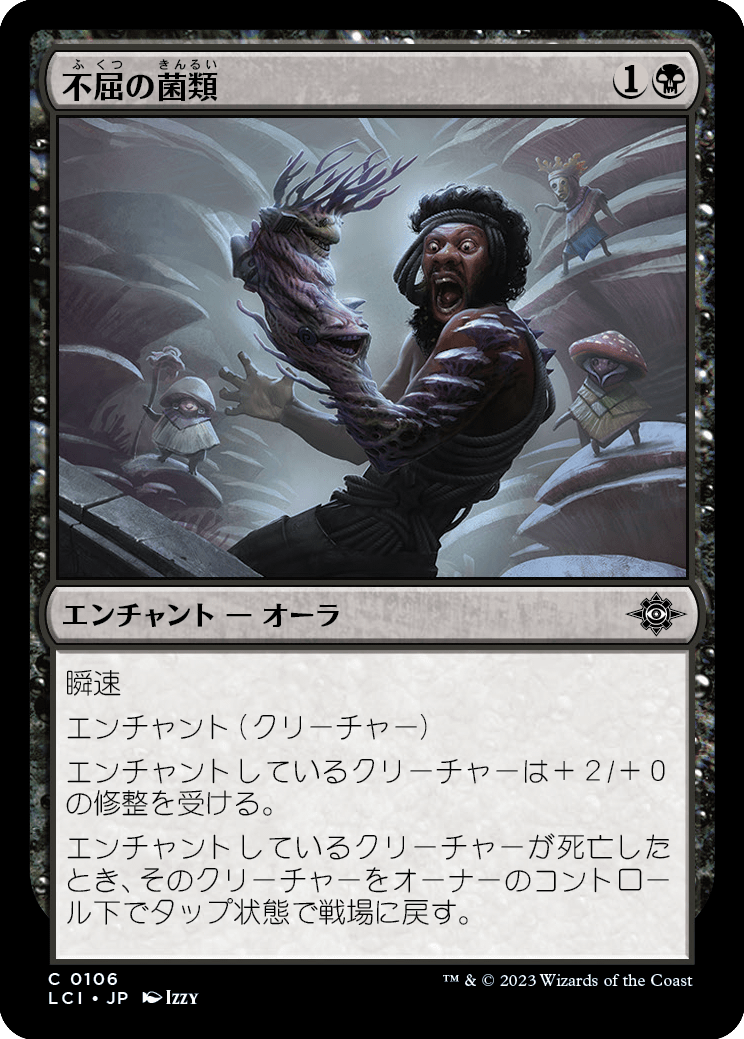 ふくつ きんるい
不屈の菌類 1
エンチャント — オーラ
瞬速
エンチャント（クリーチャー）
エンチャントしているクリーチャーは＋２/＋０
の修整を受ける。
エンチャントしているクリーチャーが死亡した
とき、そのクリーチャーをオーナーのコントロー
ル下でタップ状態で戦場に戻す。
C 0106 ™ & © 2023 Wizards of the Coast
LCI • JP Izzy